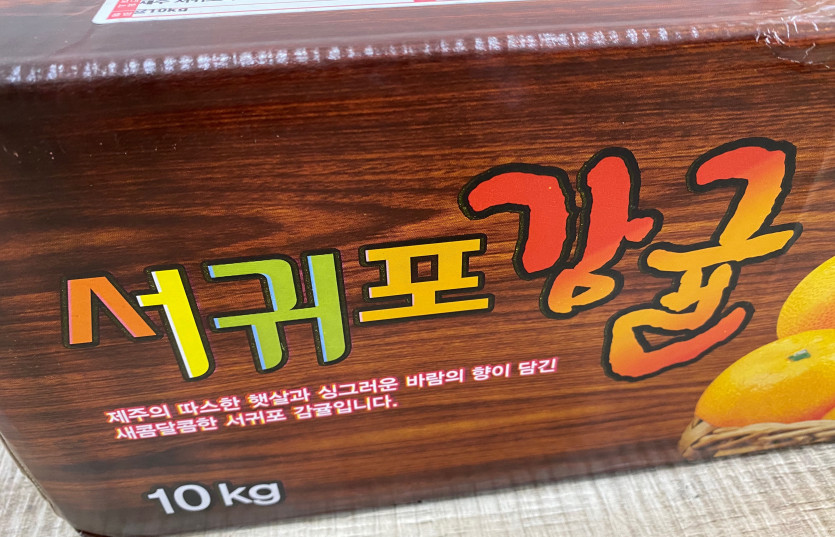 서귀포 감귤
제주의 따스한 햇살과 싱그러운 바람의 향이 담긴
새콤달콤한 서귀포 감귤입니다.
10 kg